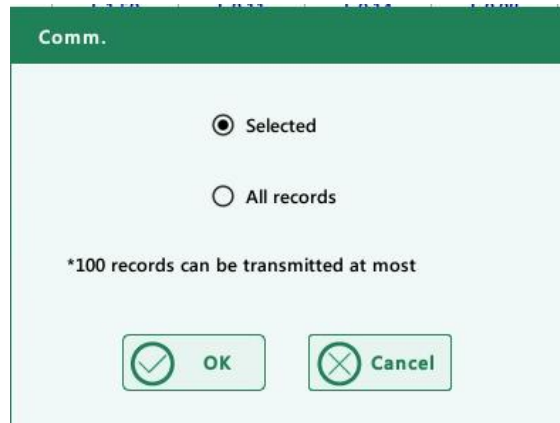 Comm.
Selected
All records
*100 records can be transmitted at most
OK
Cancel